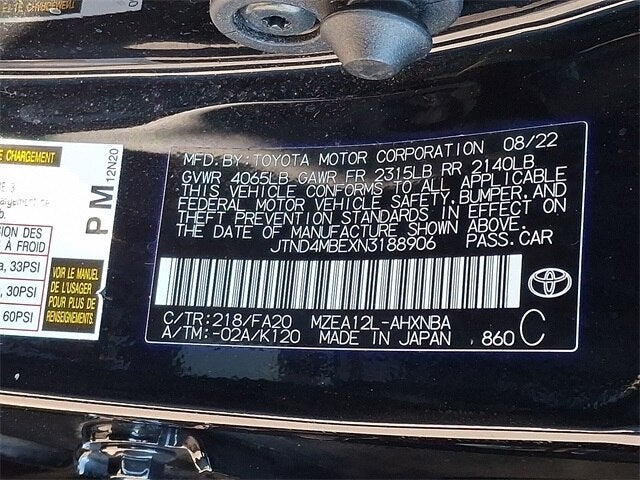 CHARGEMENT
PM 12N20
SION DES
À FROID
a, 33PSI
, 30PSI
60PSI
VOIR LE MANUEL
DE L'USAGER
POUR PLUS DE
RENSEIGNEMENTS.
MFD. BY: TOYOTA MOTOR CORPORATION 08/22
GVWR 4065LB GAWR FR 2315LB RR 2140LB
THIS VEHICLE CONFORMS TO ALL APPLICABLE
FEDERAL MOTOR VEHICLE SAFETY, BUMPER, AND
THEFT PREVENTION STANDARDS IN EFFECT ON
THE DATE OF MANUFACTURE SHOWN ABOVE.
JTND4MBEXN3188906 PASS. CAR
C/TR: 218/FA20 MZEA12L-AHXNBA
A/TM: -02A/K120 MADE IN JAPAN 860 C